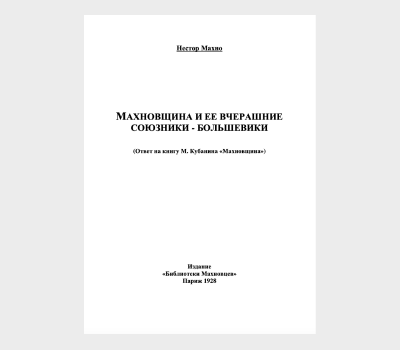 Нестор Махно
МАХНОВЩИНА И ЕЕ ВЧЕРАШНИЕ
СОЮЗНИКИ - БОЛЬШЕВИКИ
(Ответ на книгу М. Кубанина «Махновщина»)
Издание
«Библиотеки Махновцев»
Париж 1928